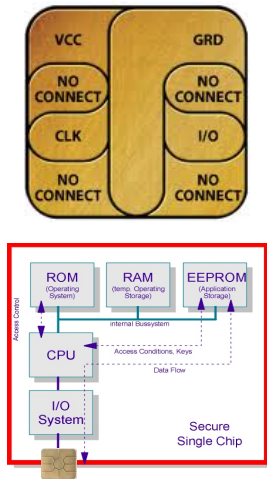 VCC
GRD
NO
CONNECT
NO
CONNECT
CLK
I/O
NO
CONNECT
NO
CONNECT
ROM
(Operating
System)
RAM
(temp. Operating
Storage)
EEPROM
(Application
Storage)
Access Control
internal Bussystem
CPU
Access Conditions, Keys
Data Flow
I/O
System
Secure
Single Chip